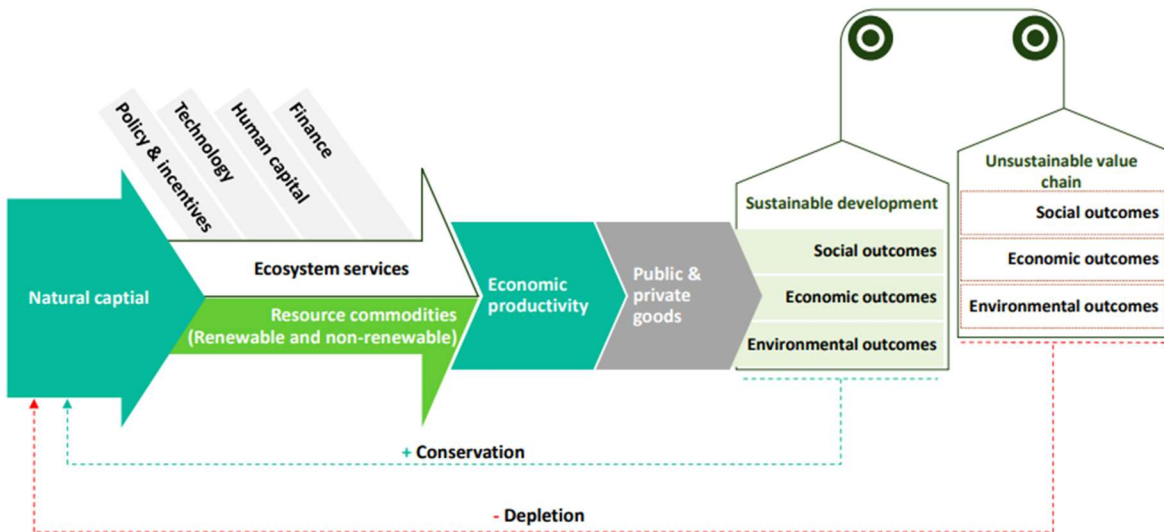 Policy & incentives
Technology
Human capital
Finance
Natural captial
Ecosystem services
Resource commodities
(Renewable and non-renewable)
Economic
productivity
Public &
private
goods
Sustainable development
Social outcomes
Economic outcomes
Environmental outcomes
Unsustainable value
chain
Social outcomes
Economic outcomes
Environmental outcomes
+ Conservation
- Depletion